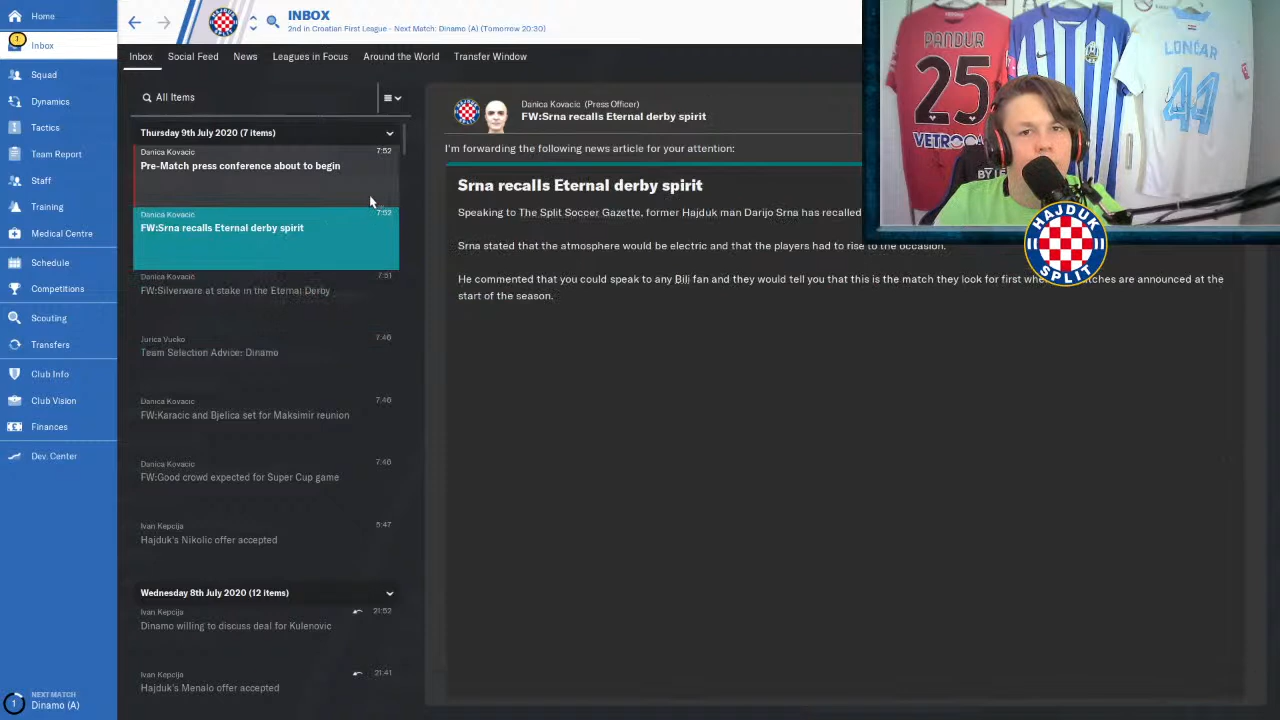 Home
1
Inbox
Squad
Dynamics
Tactics
Team Report
Staff
Training
Medical Centre
Schedule
Competitions
Scouting
Transfers
Club Info
Club Vision
Finances
Dev. Center
1
NEXT MATCH
Dinamo (A)
INBOX
2nd in Croatian First League - Next Match: Dinamo (A) (Tomorrow 20:30)
Inbox
Social Feed
News
Leagues in Focus
Around the World
Transfer Window
All Items
Thursday 9th July 2020 (7 items)
Danica Kovacic 7:52
Pre-Match press conference about to begin
Danica Kovacic 7:52
FW:Srna recalls Eternal derby spirit
Danica Kovacic 7:51
FW:Silverware at stake in the Eternal Derby
Jurica Vucko 7:46
Team Selection Advice: Dinamo
Danica Kovacic 7:46
FW:Karacic and Bjelica set for Maksimir reunion
Danica Kovacic 7:46
FW:Good crowd expected for Super Cup game
Ivan Kepcija 5:47
Hajduk's Nikolic offer accepted
Wednesday 8th July 2020 (12 items)
Ivan Kepcija 21:52
Dinamo willing to discuss deal for Kulenovic
Ivan Kepcija 21:41
Hajduk's Menalo offer accepted
Danica Kovacic (Press Officer)
FW:Srna recalls Eternal derby spirit
I'm forwarding the following news article for your attention:
Srna recalls Eternal derby spirit
Speaking to The Split Soccer Gazette, former Hajduk man Darijo Srna has recalled
Srna stated that the atmosphere would be electric and that the players had to rise to the occasion.
He commented that you could speak to any Bili fan and they would tell you that this is the match they look for first are announced at the
start of the season.
PANDUR
25
VETRO
LONČAR
44
HAJDUK
SPLIT